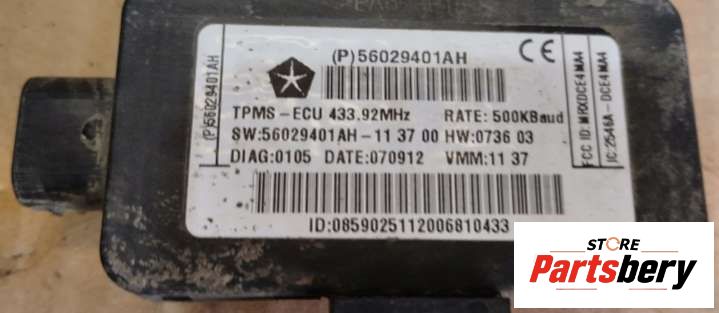 (P)56029401AH
(P)56029401AH
TPMS-ECU 433.92MHz RATE: 500KBaud
SW:56029401AH-11 37 00 HW:0736 03
DIAG:0105 DATE:070912 VMM:11 37
ID:0859025112006810433
FCC ID:MRXDCE4MA4
IC:2546A-DCE4MA4
STORE
Partsbery